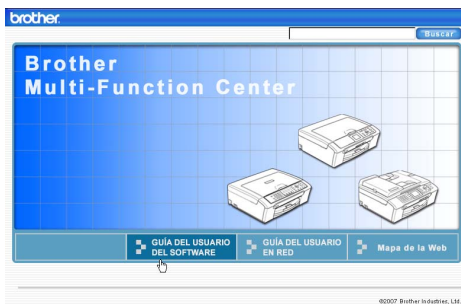 brother.
Buscar
Brother
Multi-Function Center
GUÍA DEL USUARIO
DEL SOFTWARE
GUÍA DEL USUARIO
EN RED
Mapa de la Web
©2007 Brother Industries, Ltd.